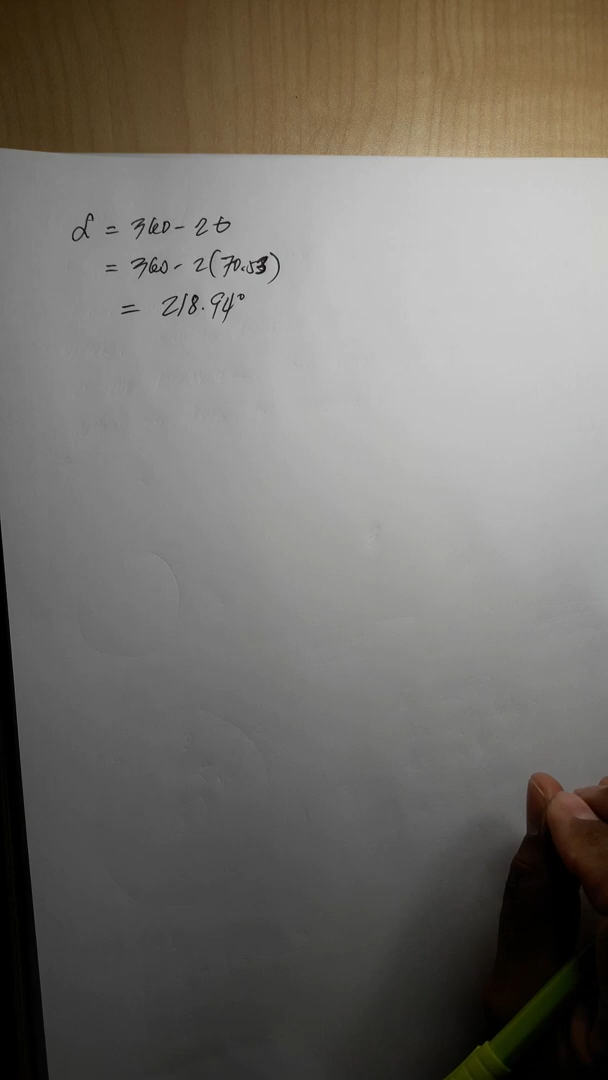 α = 360 - 2θ
= 360 - 2(70.53)
= 218.94°